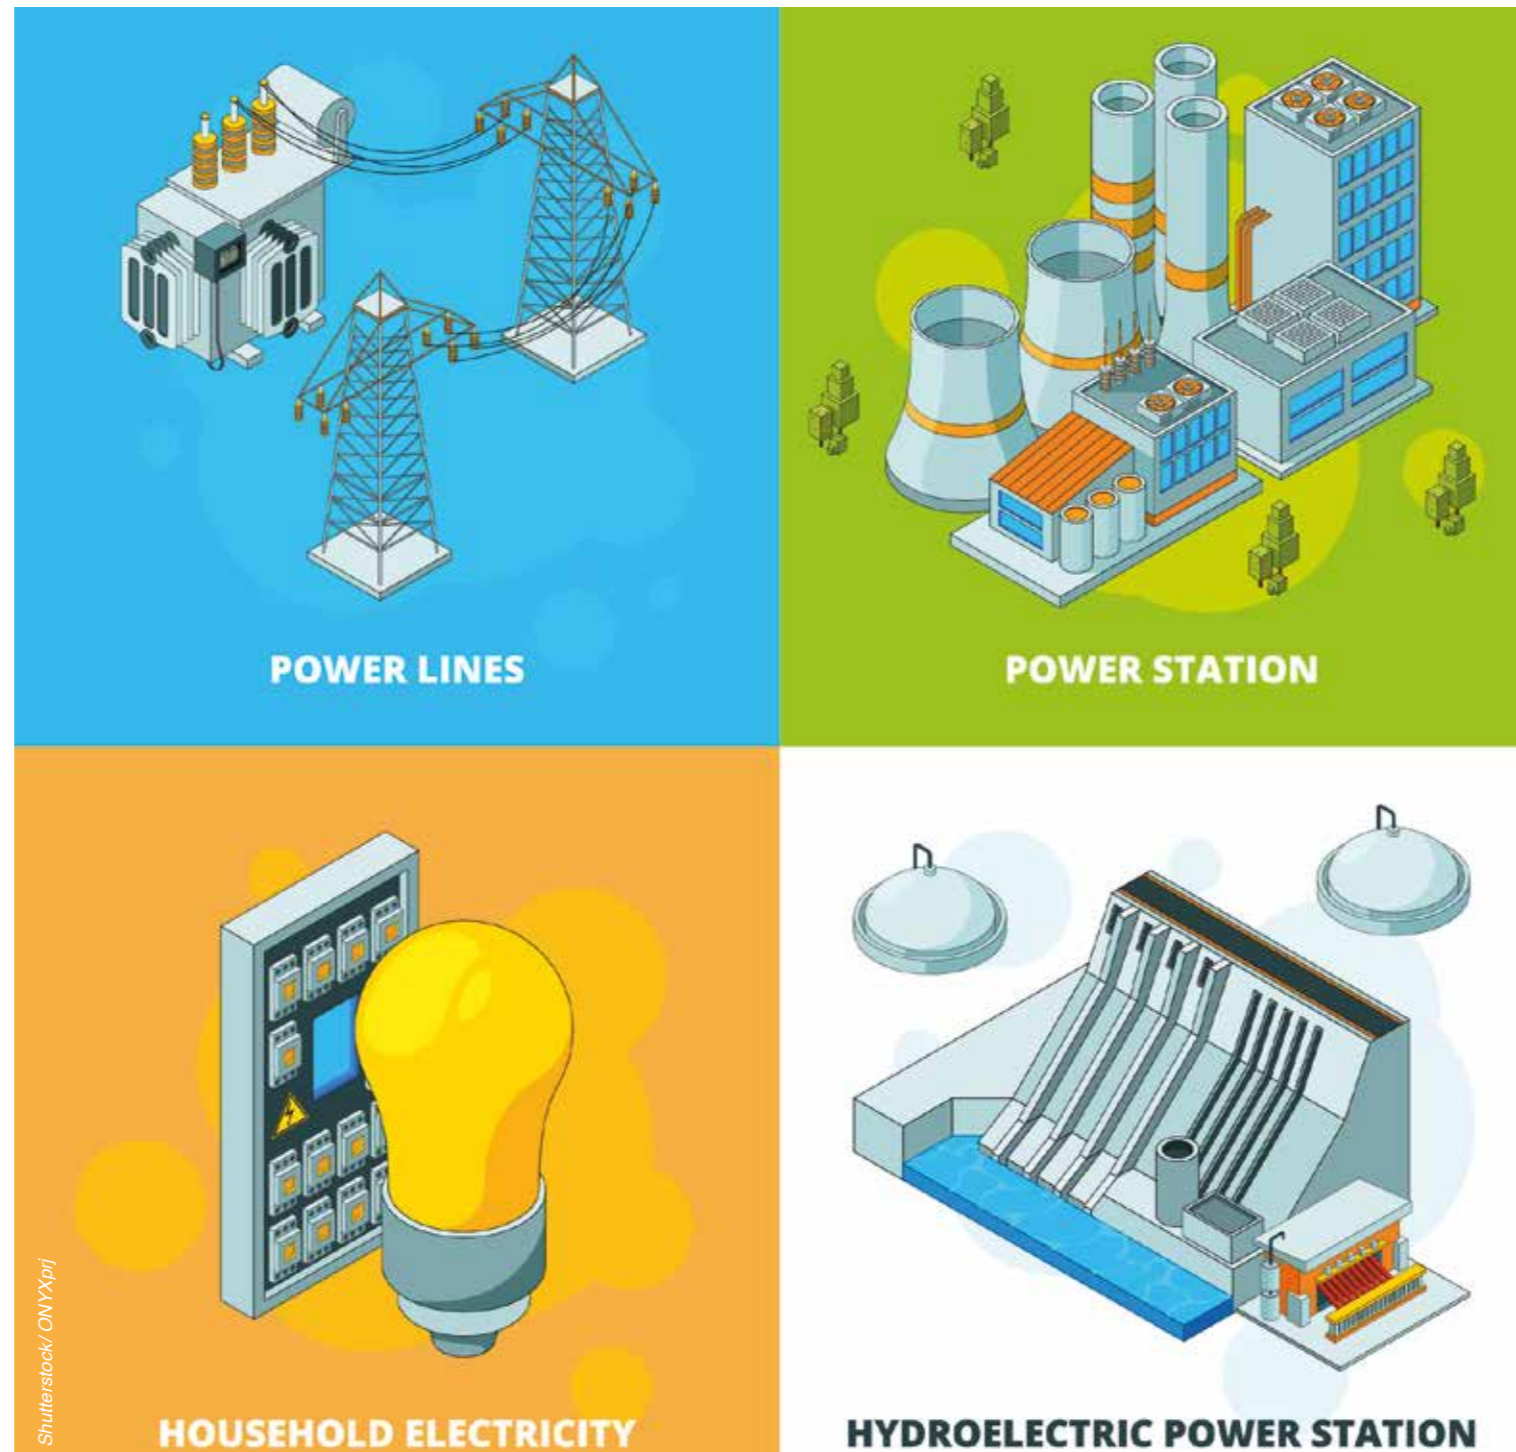 POWER LINES
POWER STATION
HOUSEHOLD ELECTRICITY
HYDROELECTRIC POWER STATION
Shutterstock/ ONYXprj